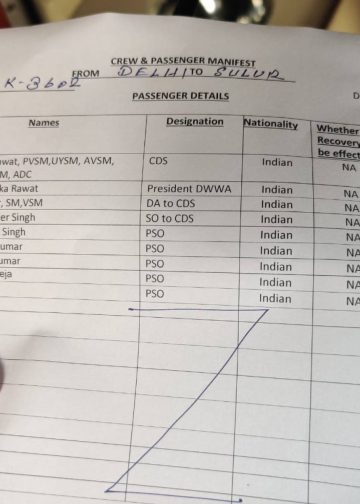 CREW & PASSENGER MANIFEST
K-3602 FROM DELHI TO SULUR
PASSENGER DETAILS
Names Designation Nationality Whether
Recovery
be effect
wat, PVSM,UYSM, AVSM, CDS Indian NA
M, ADC
ka Rawat President DWWA Indian NA
, SM,VSM DA to CDS Indian NA
er Singh SO to CDS Indian NA
Singh PSO Indian NA
umar PSO Indian NA
umar PSO Indian NA
eja PSO Indian NA
PSO Indian NA